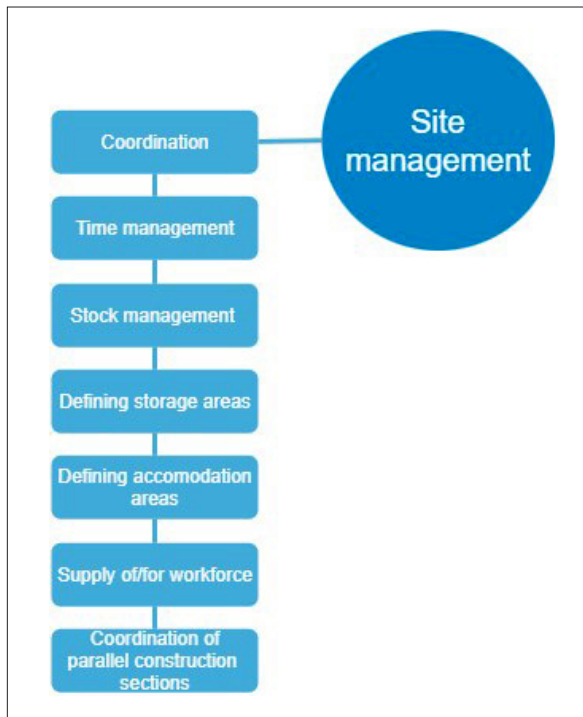 Site
management
Coordination
Time management
Stock management
Defining storage areas
Defining accomodation
areas
Supply of/for workforce
Coordination of
parallel construction
sections